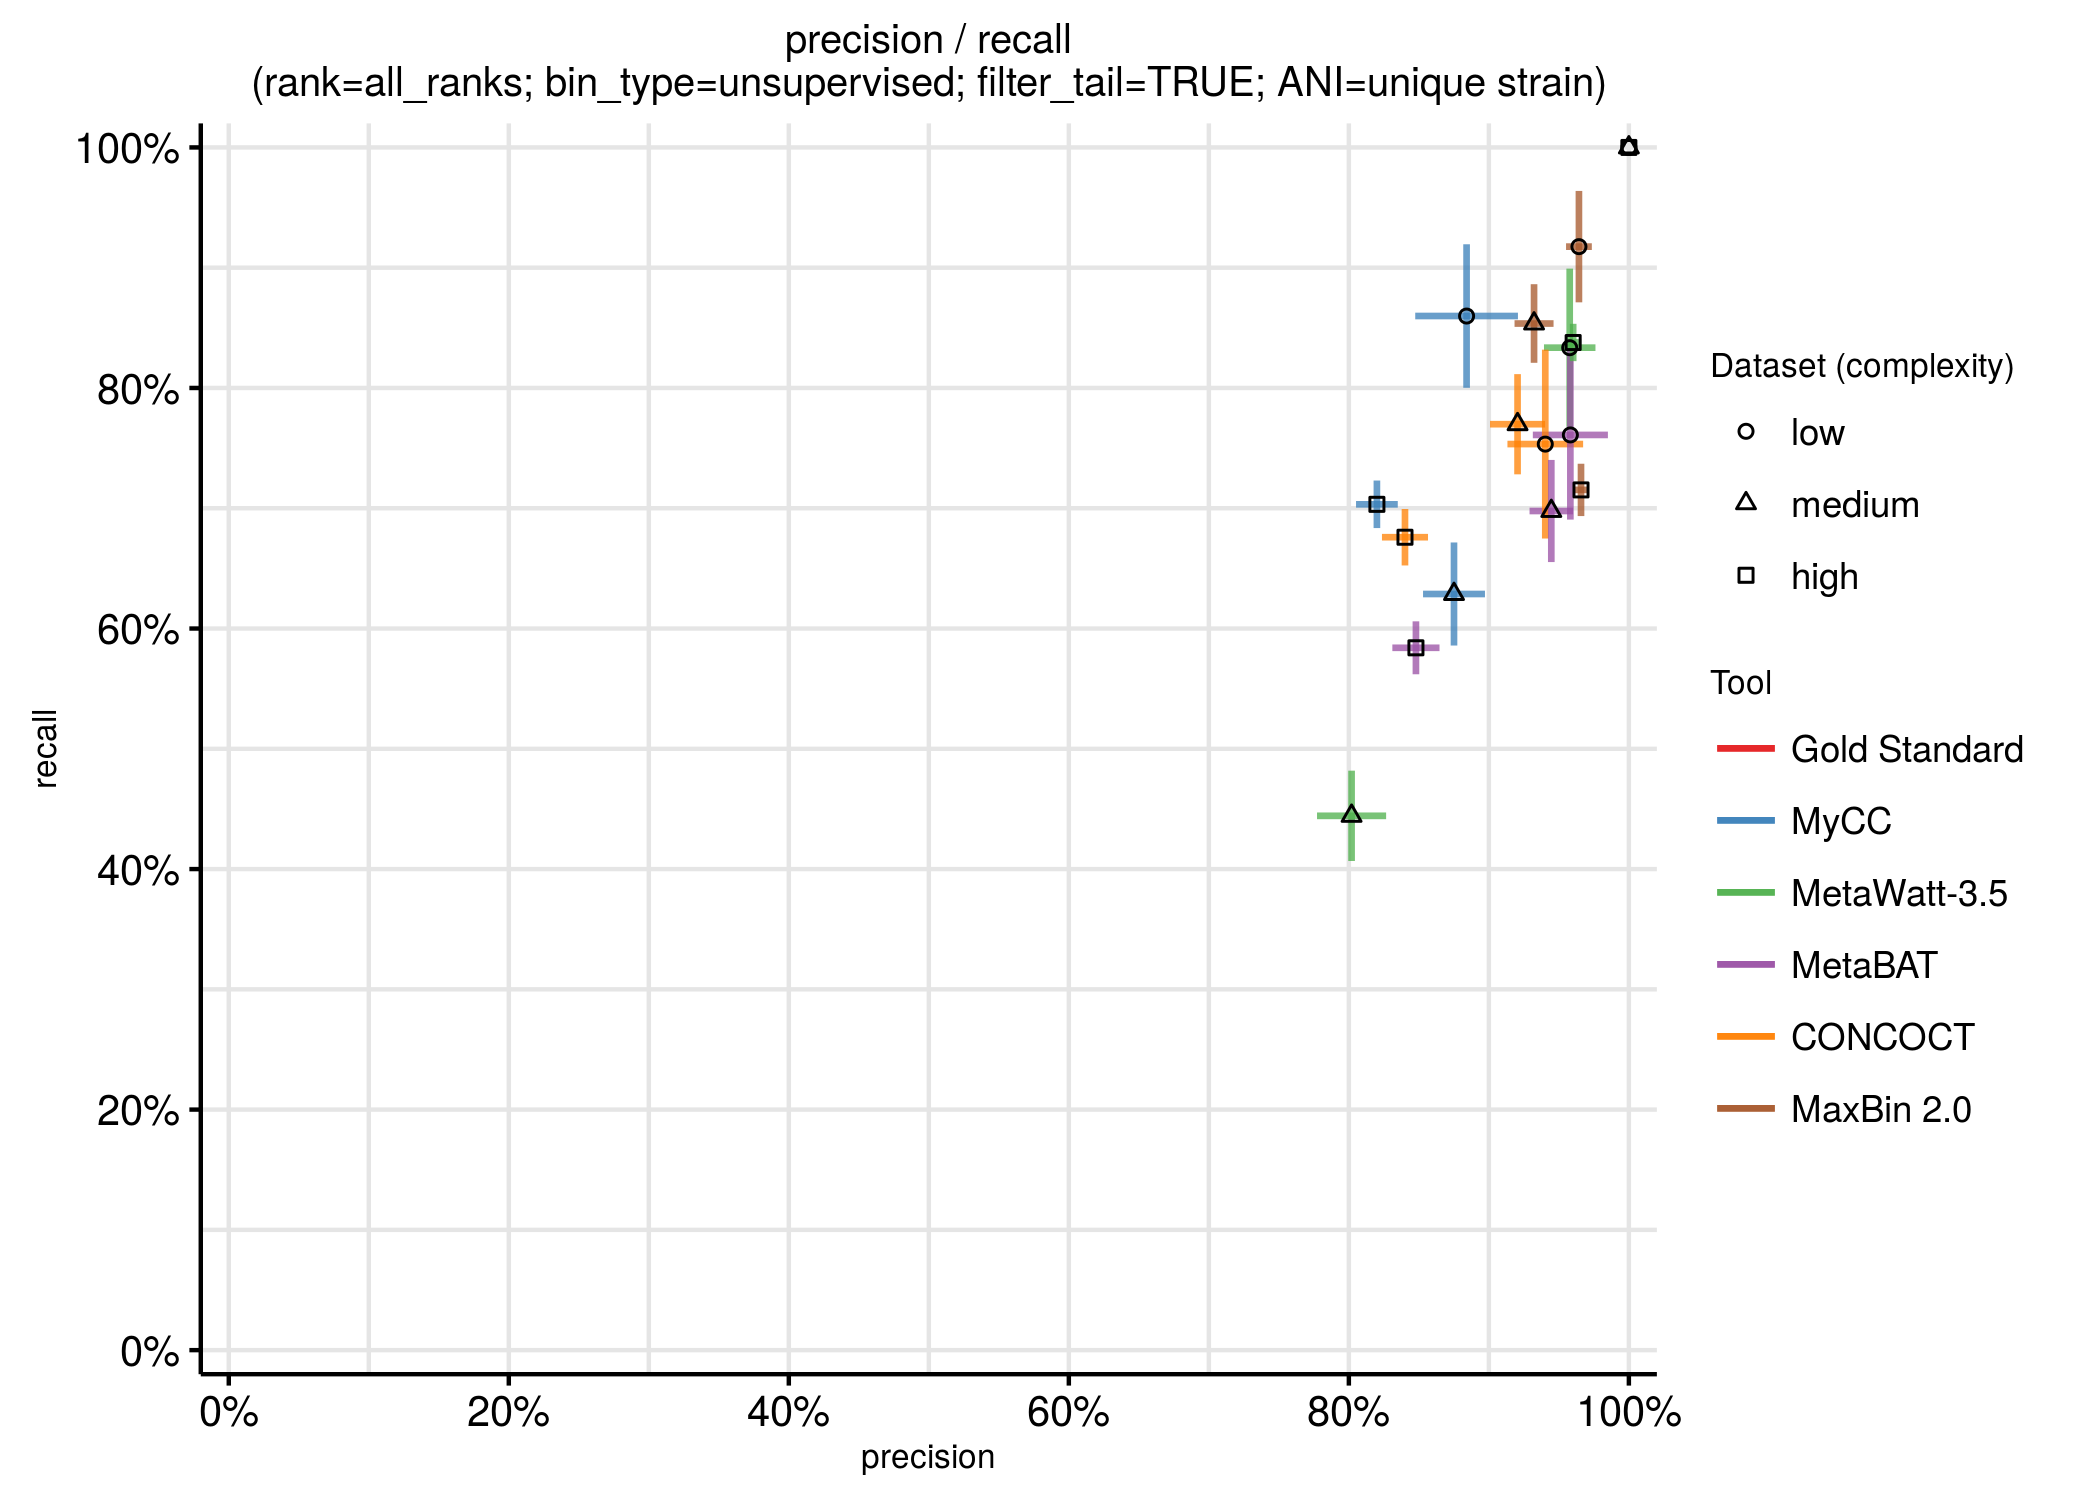 precision / recall
(rank=all_ranks; bin_type=unsupervised; filter_tail=TRUE; ANI=unique strain)
100%
80%
60%
40%
20%
0%
recall
0%
20%
40%
60%
80%
100%
precision
Dataset (complexity)
low
medium
high
Tool
Gold Standard
MyCC
MetaWatt-3.5
MetaBAT
CONCOCT
MaxBin 2.0